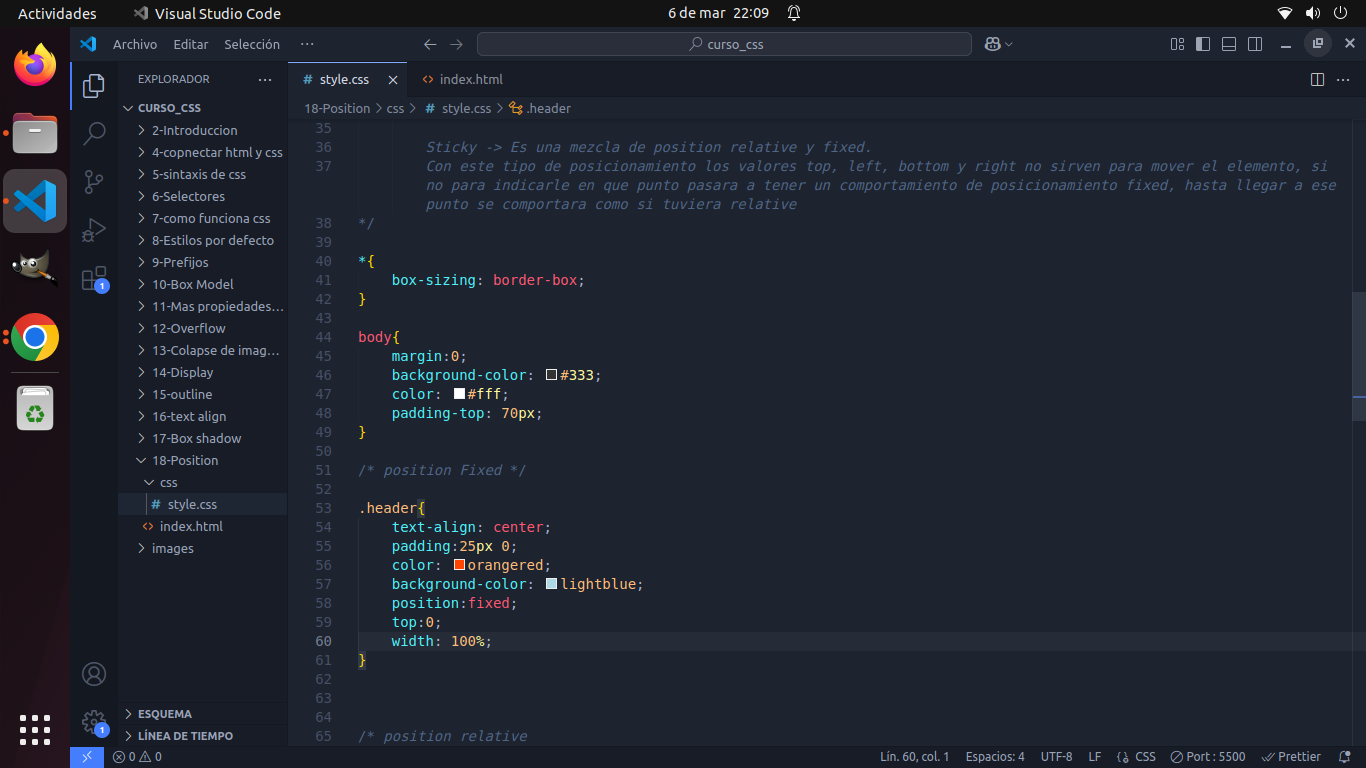 Actividades
Visual Studio Code
6 de mar 22:09
Archivo Editar Selección ···
curso_css
EXPLORADOR ···
CURSO_CSS
2-Introduccion
4-copnectar html y css
5-sintaxis de css
6-Selectores
7-como funciona css
8-Estilos por defecto
9-Prefijos
10-Box Model
11-Mas propiedades...
12-Overflow
13-Colapse de imag...
14-Display
15-outline
16-text align
17-Box shadow
18-Position
css
# style.css
<> index.html
images
ESQUEMA
LÍNEA DE TIEMPO
1
1
# style.css
<> index.html
18-Position > css > # style.css > .header
35
36 Sticky -> Es una mezcla de position relative y fixed.
37 Con este tipo de posicionamiento los valores top, left, bottom y right no sirven para mover el elemento, si
no para indicarle en que punto pasara a tener un comportamiento de posicionamiento fixed, hasta llegar a ese
punto se comportara como si tuviera relative
38 */
39
40 *{
41 box-sizing: border-box;
42 }
43
44 body{
45 margin:0;
46 background-color: #333;
47 color: #fff;
48 padding-top: 70px;
49 }
50
51 /* position Fixed */
52
53 .header{
54 text-align: center;
55 padding:25px 0;
56 color: orangered;
57 background-color: lightblue;
58 position:fixed;
59 top:0;
60 width: 100%;
61 }
62
63
64
65 /* position relative
0 0
Lín. 60, col. 1 Espacios: 4 UTF-8 LF {} CSS Port : 5500 Prettier